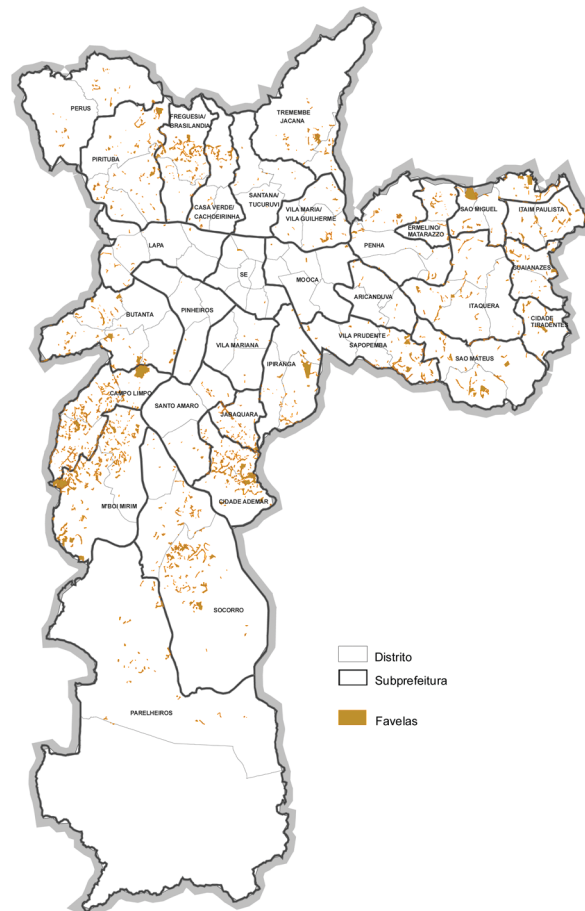 TREMEMBE
JACANA
PERUS
FREGUESIA/
BRASILANDIA
PIRITUBA
SANTANA/
TUCURUVI
CASA VERDE/
CACHOEIRINHA
VILA MARIA/
VILA GUILHERME
SAO MIGUEL
ITAIM PAULISTA
ERMELINO/
MATARAZZO
LAPA
PENHA
GUAIANAZES
SE
MOOCA
ARICANDUVA
ITAQUERA
BUTANTA
PINHEIROS
CIDADE
TIRADENTES
VILA MARIANA
VILA PRUDENTE
SAPOPEMBA
SAO MATEUS
IPIRANGA
CAMPO LIMPO
SANTO AMARO
JABAQUARA
CIDADE ADEMAR
M'BOI MIRIM
SOCORRO
PARELHEIROS
Distrito
Subprefeitura
Favelas